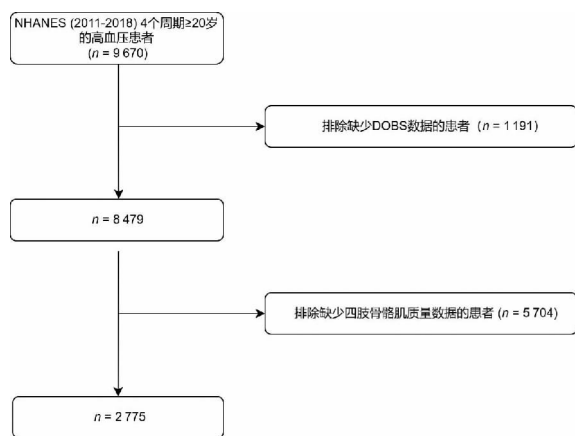 NHANES (2011-2018) 4个周期≥20岁
的高血压患者
(n = 9 670)
排除缺少DOBS数据的患者 (n = 1 191)
n = 8 479
排除缺少四肢骨骼肌质量数据的患者 (n = 5 704)
n = 2 775